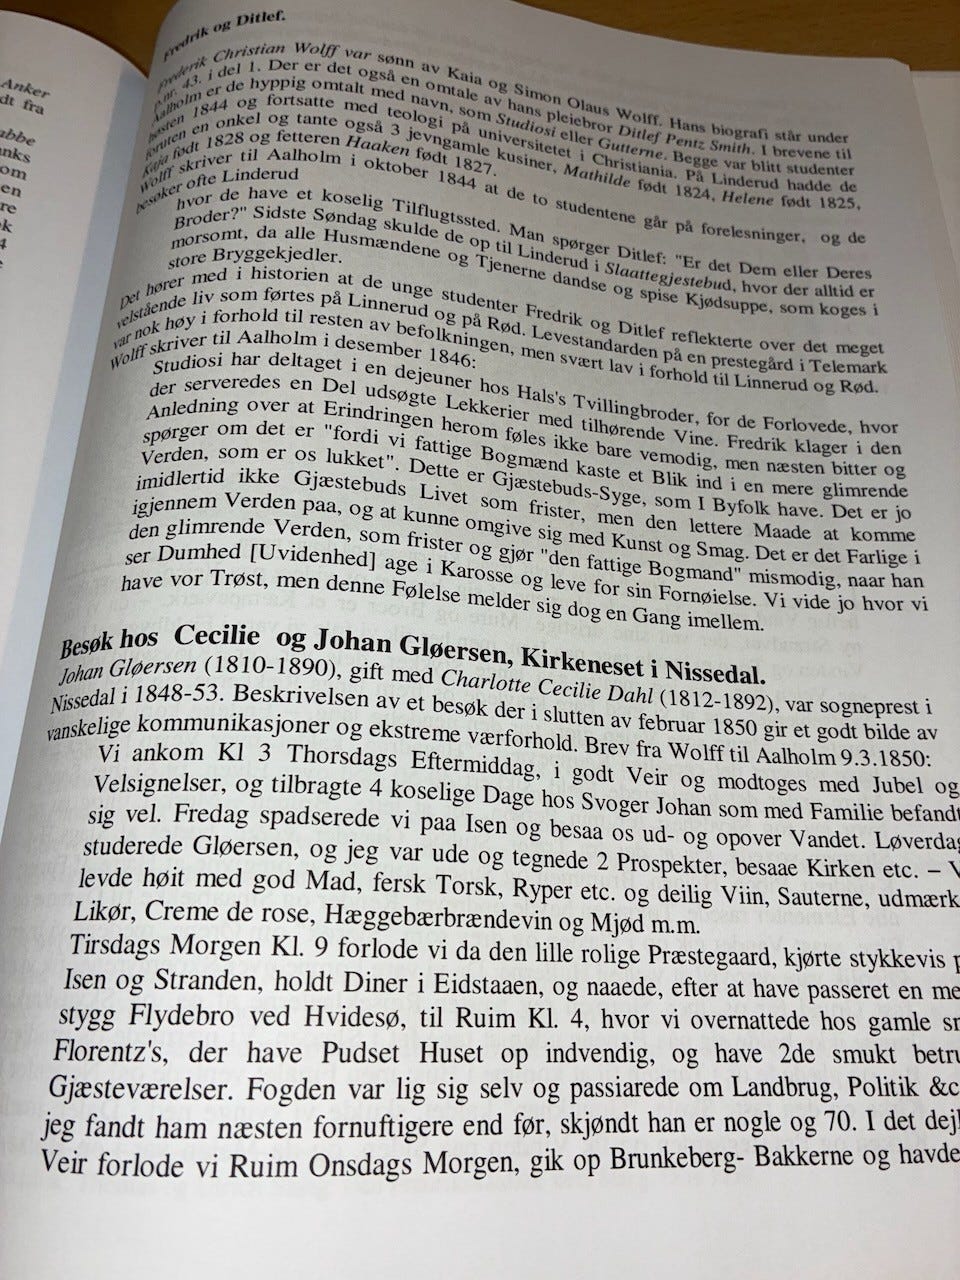 Anker
dt fra
abbe
nks
om
en
re
k
4
Fredrik og Ditlef.
Frederik Christian Wolff var sønn av Kaia og Simon Olaus Wolff. Hans biografi står under
p.nr. 43. i del 1. Der er det også en omtale av hans pleiebror Ditlef Pentz Smith. I brevene til
Aalholm er de hyppig omtalt med navn, som Studiosi eller Gutterne. Begge var blitt studenter
høsten 1844 og fortsatte med teologi på universitetet i Christiania. På Linderud hadde de
foruten en onkel og tante også 3 jevngamle kusiner, Mathilde født 1824, Helene født 1825,
Kaja født 1828 og fetteren Haaken født 1827.
Wolff skriver til Aalholm i oktober 1844 at de to studentene går på forelesninger, og de
besøker ofte Linderud
hvor de have et koselig Tilflugtssted. Man spørger Ditlef: "Er det Dem eller Deres
Broder?" Sidste Søndag skulde de op til Linderud i Slaattegjestebud, hvor der alltid er
morsomt, da alle Husmændene og Tjenerne dandse og spise Kjødsuppe, som koges i
store Bryggekjedler.
Det hører med i historien at de unge studenter Fredrik og Ditlef reflekterte over det meget
velstående liv som førtes på Linnerud og på Rød. Levestandarden på en prestegård i Telemark
var nok høy i forhold til resten av befolkningen, men svært lav i forhold til Linnerud og Rød.
Wolff skriver til Aalholm i desember 1846:
Studiosi har deltaget i en dejeuner hos Hals's Tvillingbroder, for de Forlovede, hvor
der serveredes en Del udsøgte Lekkerier med tilhørende Vine. Fredrik klager i den
Anledning over at Erindringen herom føles ikke bare vemodig, men næsten bitter og
spørger om det er "fordi vi fattige Bogmænd kaste et Blik ind i en mere glimrende
Verden, som er os lukket". Dette er Gjæstebuds-Syge, som I Byfolk have. Det er jo
imidlertid ikke Gjæstebuds Livet som frister, men den lettere Maade at komme
igjennem Verden paa, og at kunne omgive sig med Kunst og Smag. Det er det Farlige i
den glimrende Verden, som frister og gjør "den fattige Bogmand" mismodig, naar han
ser Dumhed [Uvidenhed] age i Karosse og leve for sin Fornøielse. Vi vide jo hvor vi
have vor Trøst, men denne Følelse melder sig dog en Gang imellem.
Besøk hos Cecilie og Johan Gløersen, Kirkeneset i Nissedal.
Johan Gløersen (1810-1890), gift med Charlotte Cecilie Dahl (1812-1892), var sogneprest i
Nissedal i 1848-53. Beskrivelsen av et besøk der i slutten av februar 1850 gir et godt bilde av
vanskelige kommunikasjoner og ekstreme værforhold. Brev fra Wolff til Aalholm 9.3.1850:
Vi ankom Kl 3 Thorsdags Eftermiddag, i godt Veir og modtoges med Jubel og
Velsignelser, og tilbragte 4 koselige Dage hos Svoger Johan som med Familie befandt
sig vel. Fredag spadserede vi paa Isen og besaa os ud- og opover Vandet. Løverdag
studerede Gløersen, og jeg var ude og tegnede 2 Prospekter, besaae Kirken etc. – V
levde høit med god Mad, fersk Torsk, Ryper etc. og deilig Viin, Sauterne, udmærk
Likør, Creme de rose, Hæggebærbrændevin og Mjød m.m.
Tirsdags Morgen Kl. 9 forlode vi da den lille rolige Præstegaard, kjørte stykkevis p
Isen og Stranden, holdt Diner i Eidstaaen, og naaede, efter at have passeret en me
stygg Flydebro ved Hvidesø, til Ruim Kl. 4, hvor vi overnattede hos gamle sn
Florentz's, der have Pudset Huset op indvendig, og have 2de smukt betru
Gjæsteværelser. Fogden var lig sig selv og passiarede om Landbrug, Politik &c
jeg fandt ham næsten fornuftigere end før, skjøndt han er nogle og 70. I det dejl
Veir forlode vi Ruim Onsdags Morgen, gik op Brunkeberg- Bakkerne og havde